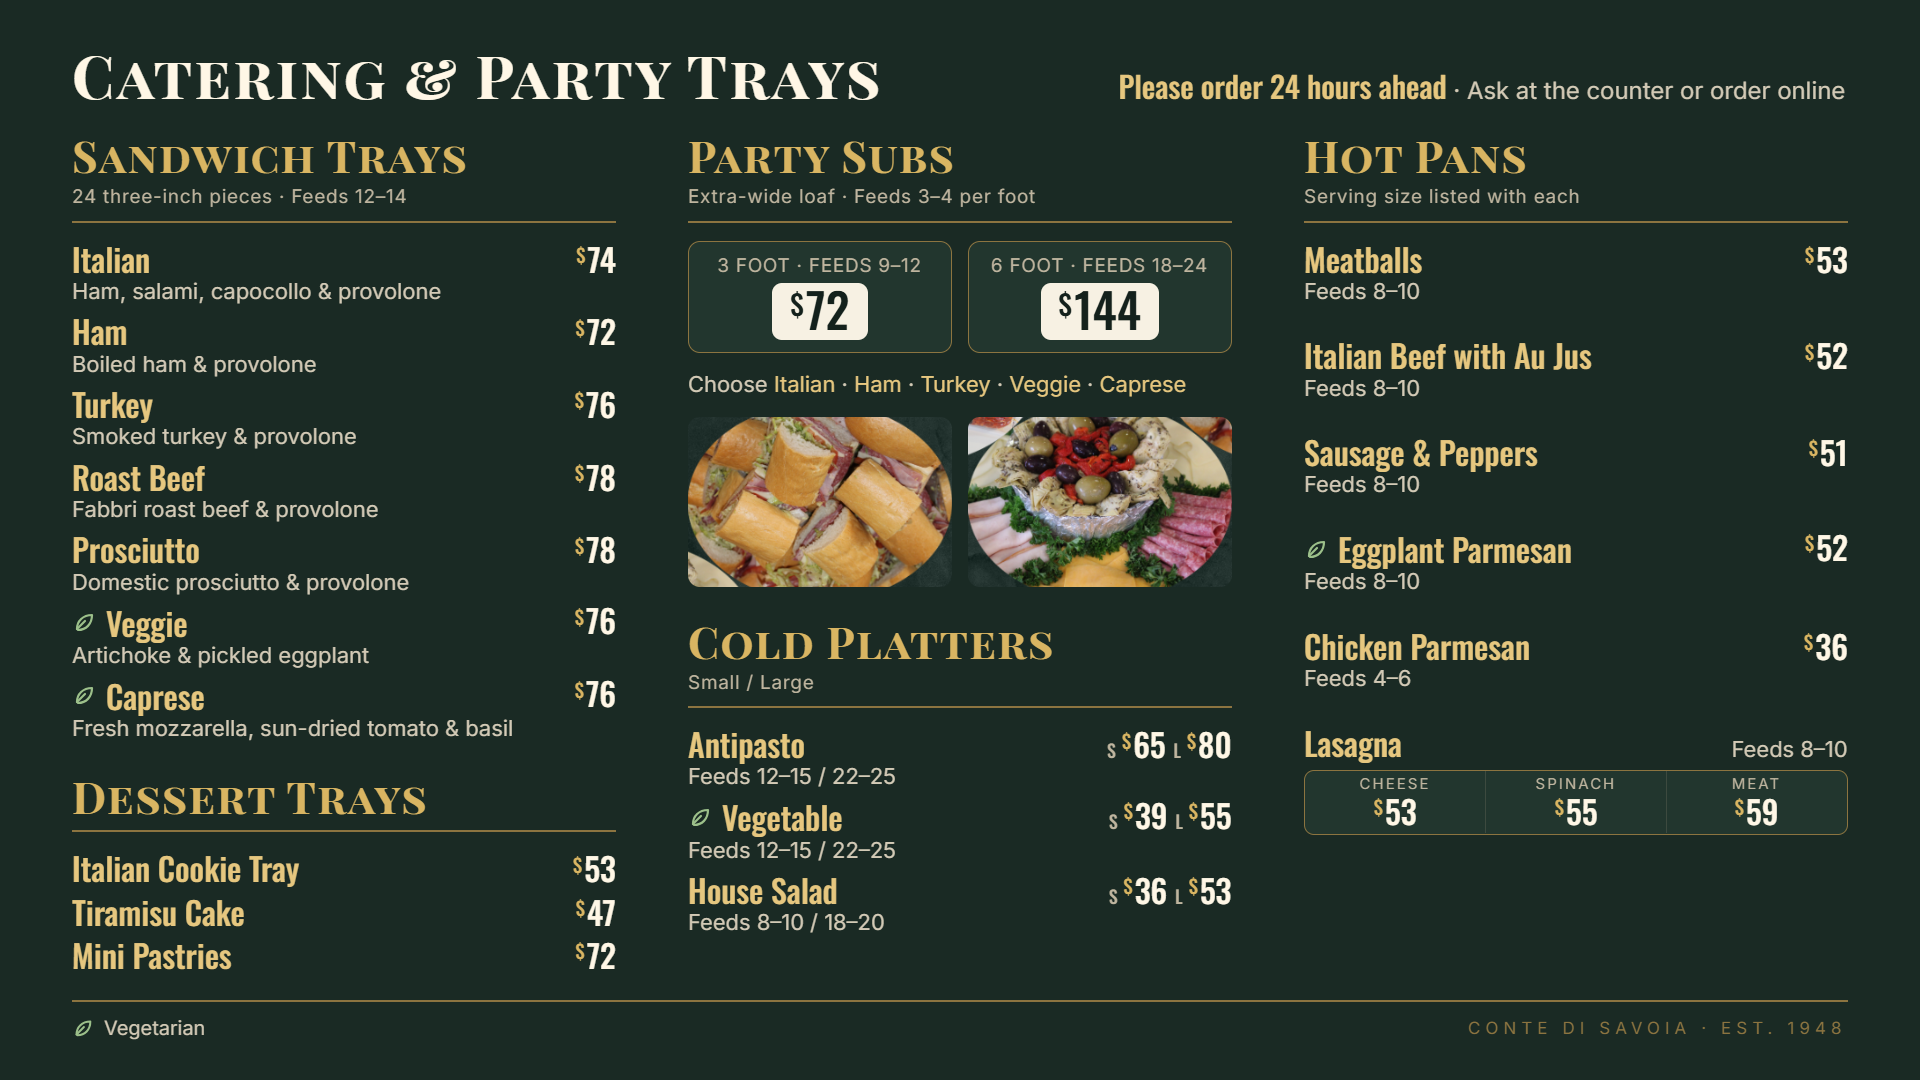 Catering & Party Trays
Please order 24 hours ahead · Ask at the counter or order online
Sandwich Trays
24 three-inch pieces · Feeds 12–14
Italian $74
Ham, salami, capocollo & provolone
Ham $72
Boiled ham & provolone
Turkey $76
Smoked turkey & provolone
Roast Beef $78
Fabbri roast beef & provolone
Prosciutto $78
Domestic prosciutto & provolone
Veggie $76
Artichoke & pickled eggplant
Caprese $76
Fresh mozzarella, sun-dried tomato & basil
Dessert Trays
Italian Cookie Tray $53
Tiramisu Cake $47
Mini Pastries $72
Party Subs
Extra-wide loaf · Feeds 3–4 per foot
3 FOOT · FEEDS 9–12
$72
6 FOOT · FEEDS 18–24
$144
Choose Italian · Ham · Turkey · Veggie · Caprese
Cold Platters
Small / Large
Antipasto S $65 L $80
Feeds 12–15 / 22–25
Vegetable S $39 L $55
Feeds 12–15 / 22–25
House Salad S $36 L $53
Feeds 8–10 / 18–20
Hot Pans
Serving size listed with each
Meatballs $53
Feeds 8–10
Italian Beef with Au Jus $52
Feeds 8–10
Sausage & Peppers $51
Feeds 8–10
Eggplant Parmesan $52
Feeds 8–10
Chicken Parmesan $36
Feeds 4–6
Lasagna Feeds 8–10
CHEESE SPINACH MEAT
$53 $55 $59
Vegetarian
CONTE DI SAVOIA · EST. 1948